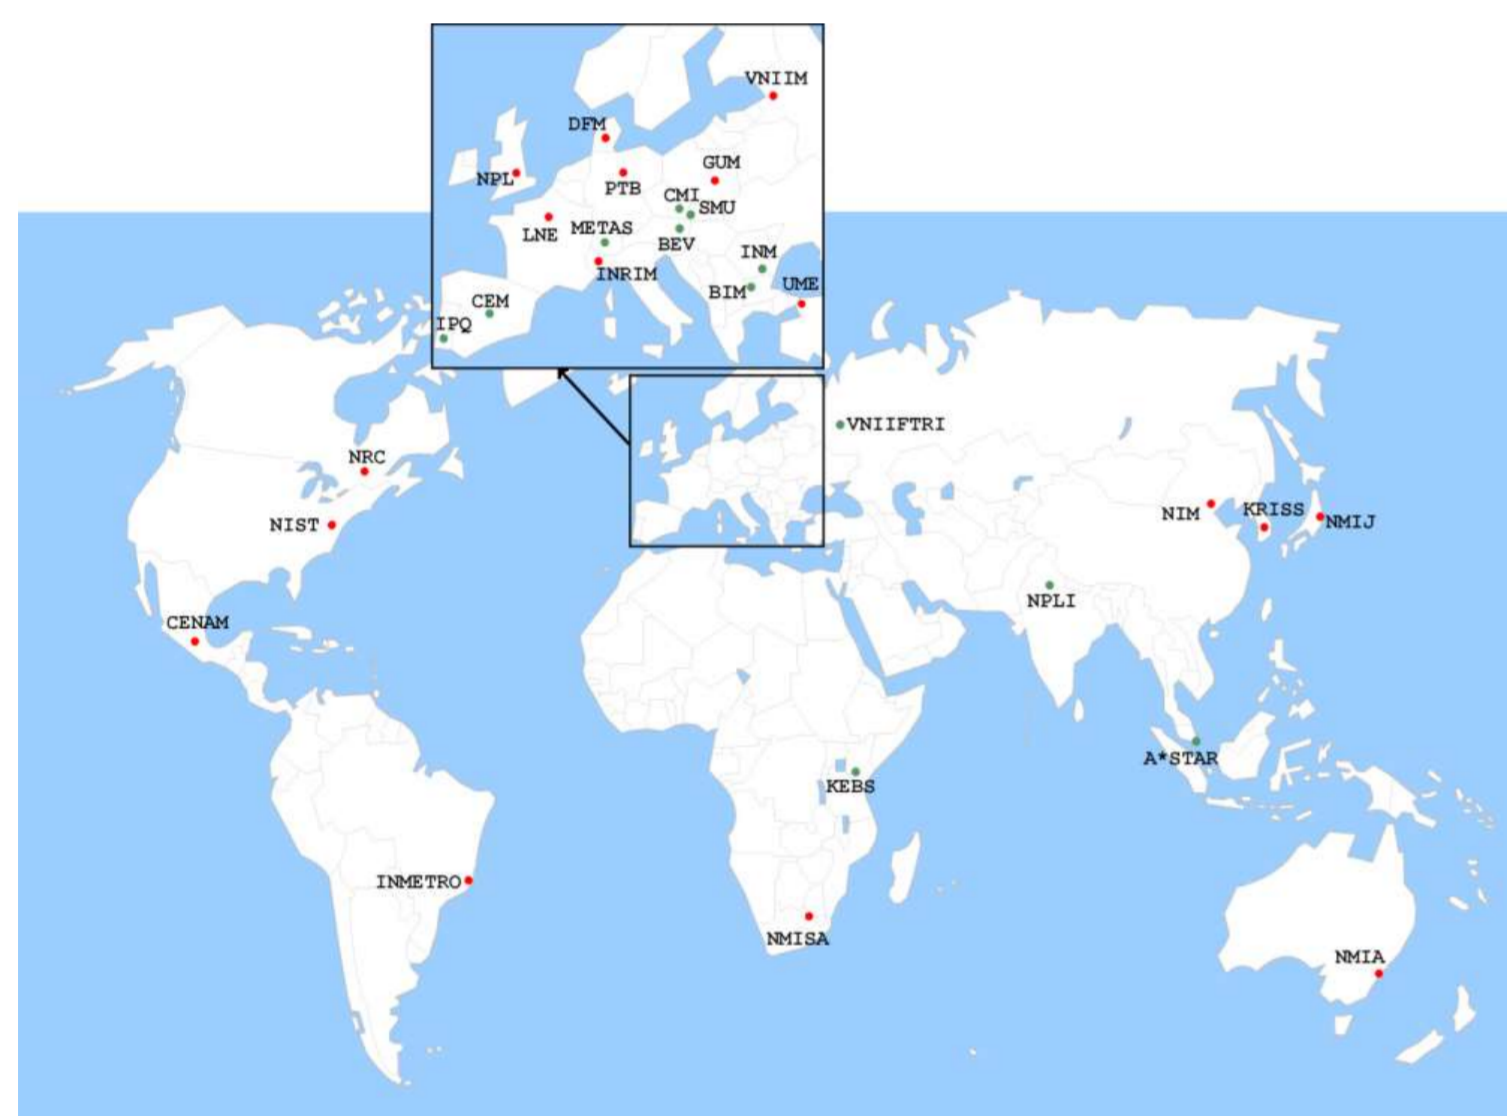 VNIIM
DFM
GUM
NPL
PTB
CMI
SMU
LNE
METAS
BEV
INM
INRIM
BIM
UME
CEM
IPQ
VNIIFTRI
NRC
NIST
NIM
KRISS
NMIJ
NPLI
CENAM
A*STAR
KEBS
INMETRO
NMISA
NMIA